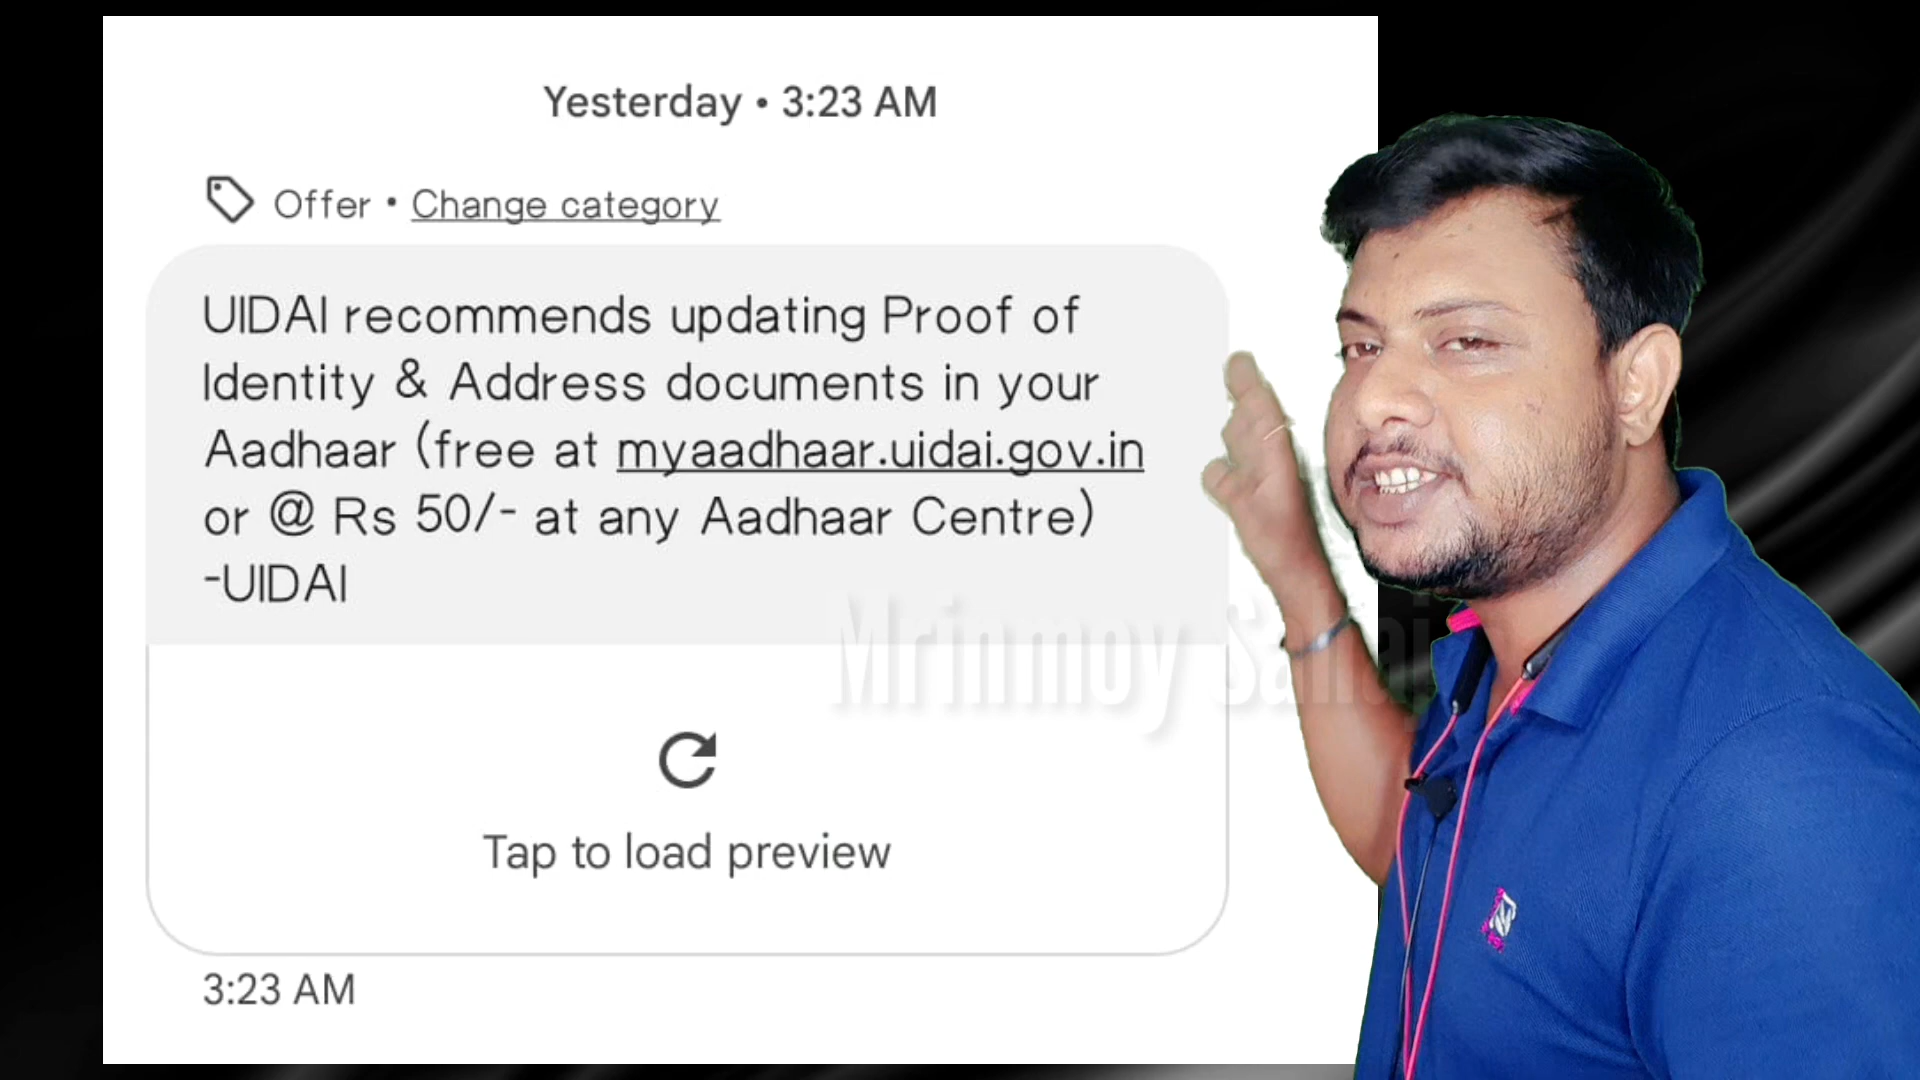 Yesterday • 3:23 AM
Offer • Change category
UIDAI recommends updating Proof of
Identity & Address documents in your
Aadhaar (free at myaadhaar.uidai.gov.in
or @ Rs 50/- at any Aadhaar Centre)
-UIDAI
Mrinmoy
Tap to load preview
3:23 AM